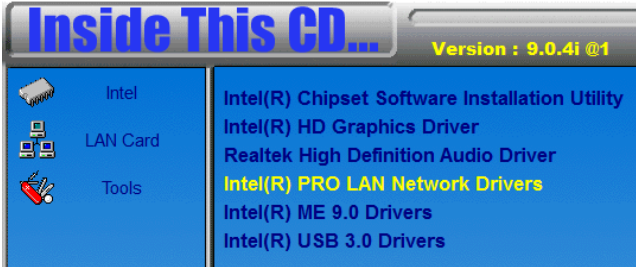 Inside This CD...
Version : 9.0.4i @1
Intel
LAN Card
Tools
Intel(R) Chipset Software Installation Utility
Intel(R) HD Graphics Driver
Realtek High Definition Audio Driver
Intel(R) PRO LAN Network Drivers
Intel(R) ME 9.0 Drivers
Intel(R) USB 3.0 Drivers